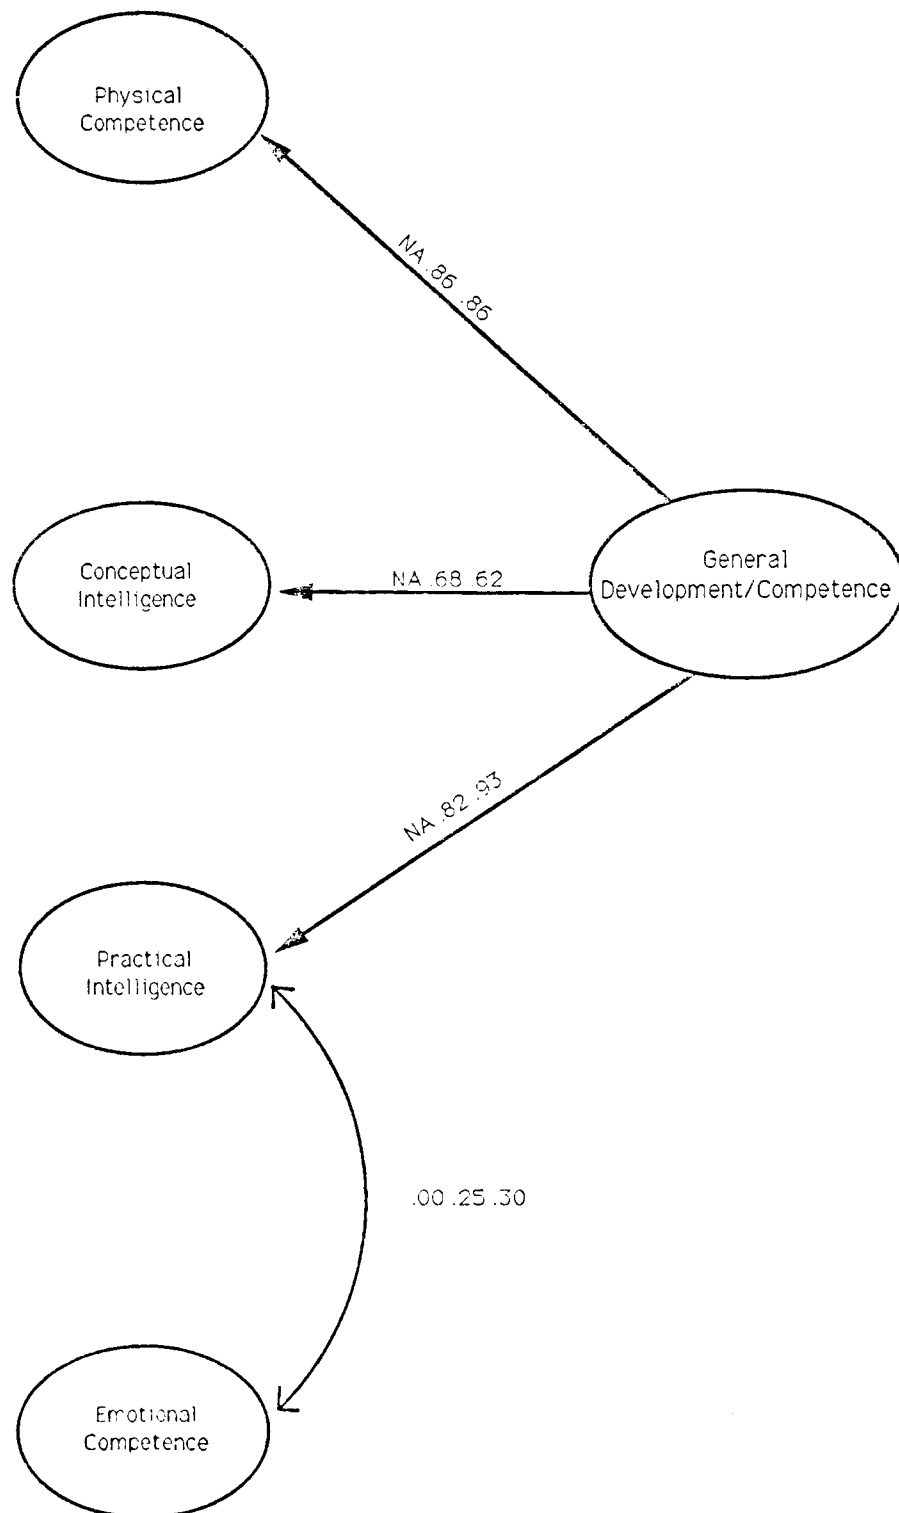 Physical
Competence
NA .86 .86
General
Development/Competence
Conceptual
Intelligence
NA .68 .62
NA .82 .93
Practical
Intelligence
.00 .25 .30
Emotional
Competence